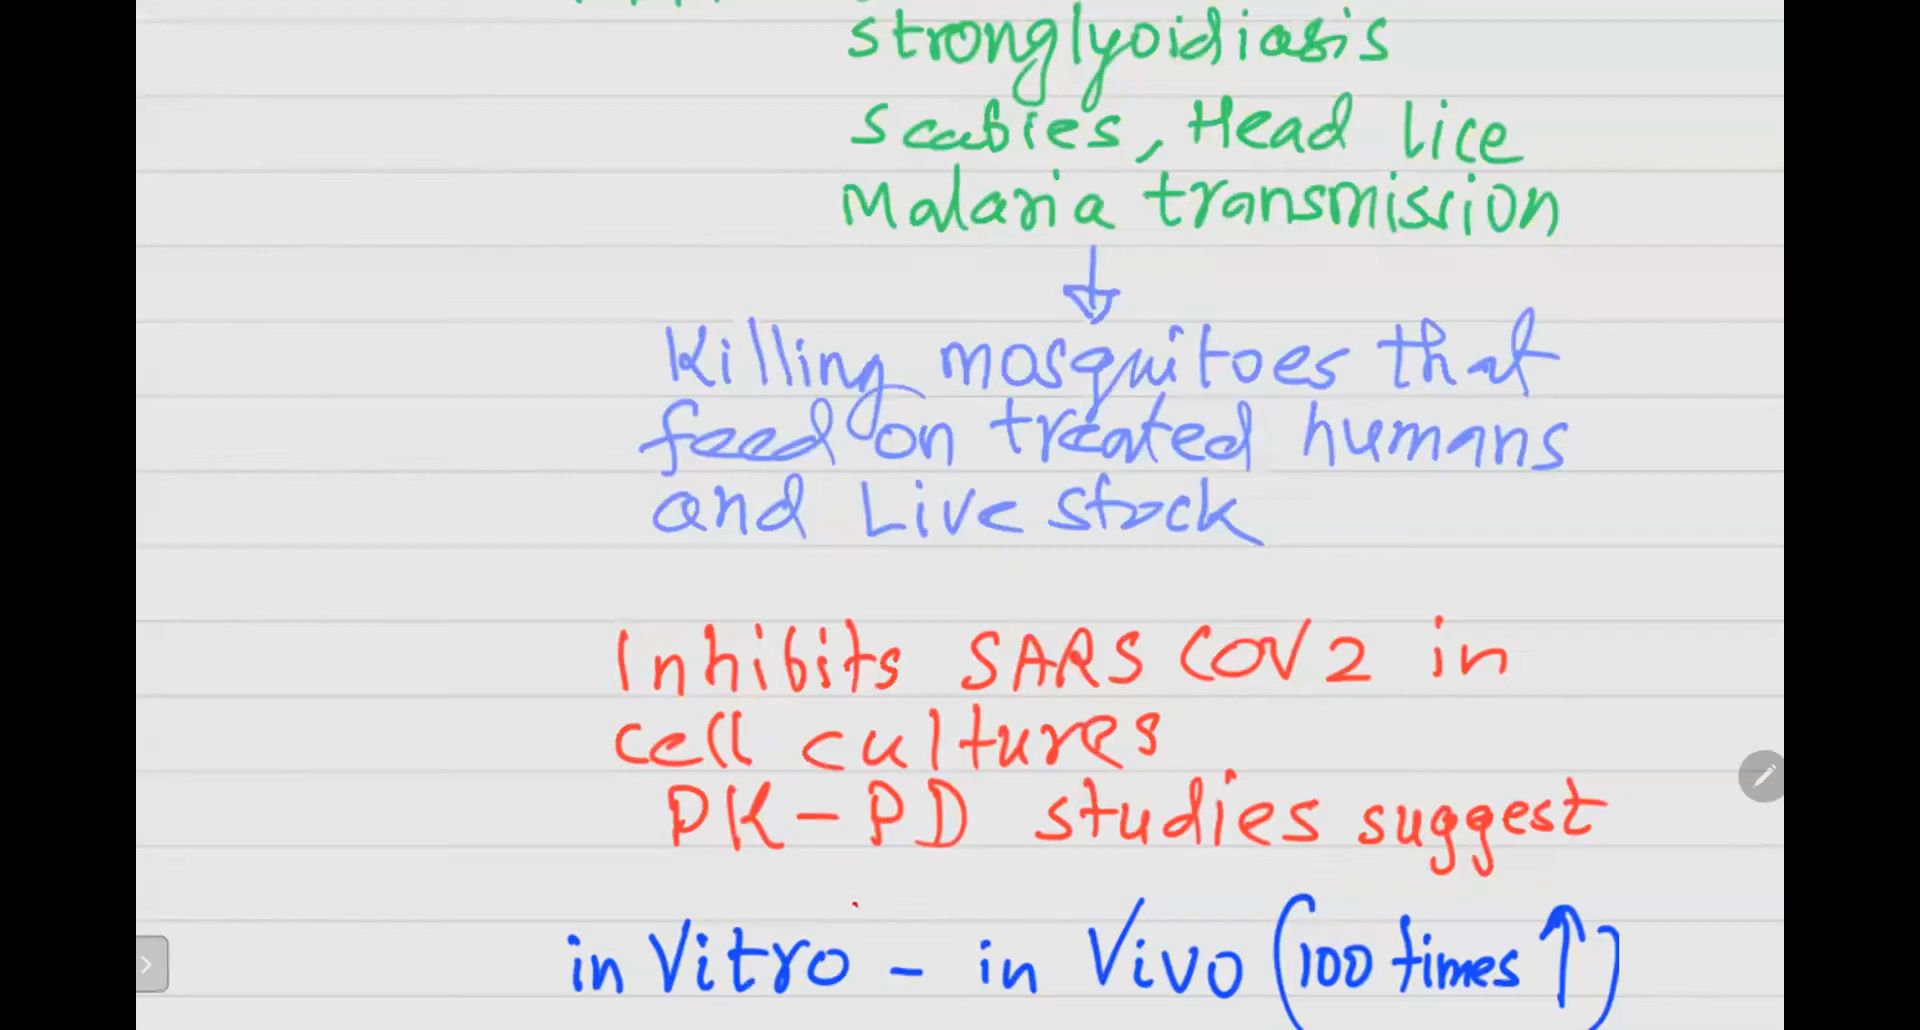 stronglyoidiasis
scabies, Head lice
Malaria transmission
Killing mosquitoes that
feed on treated humans
and Live stock
Inhibits SARS COV 2 in
cell cultures
PK-PD studies suggest
in Vitro - in Vivo (100 times ↑)